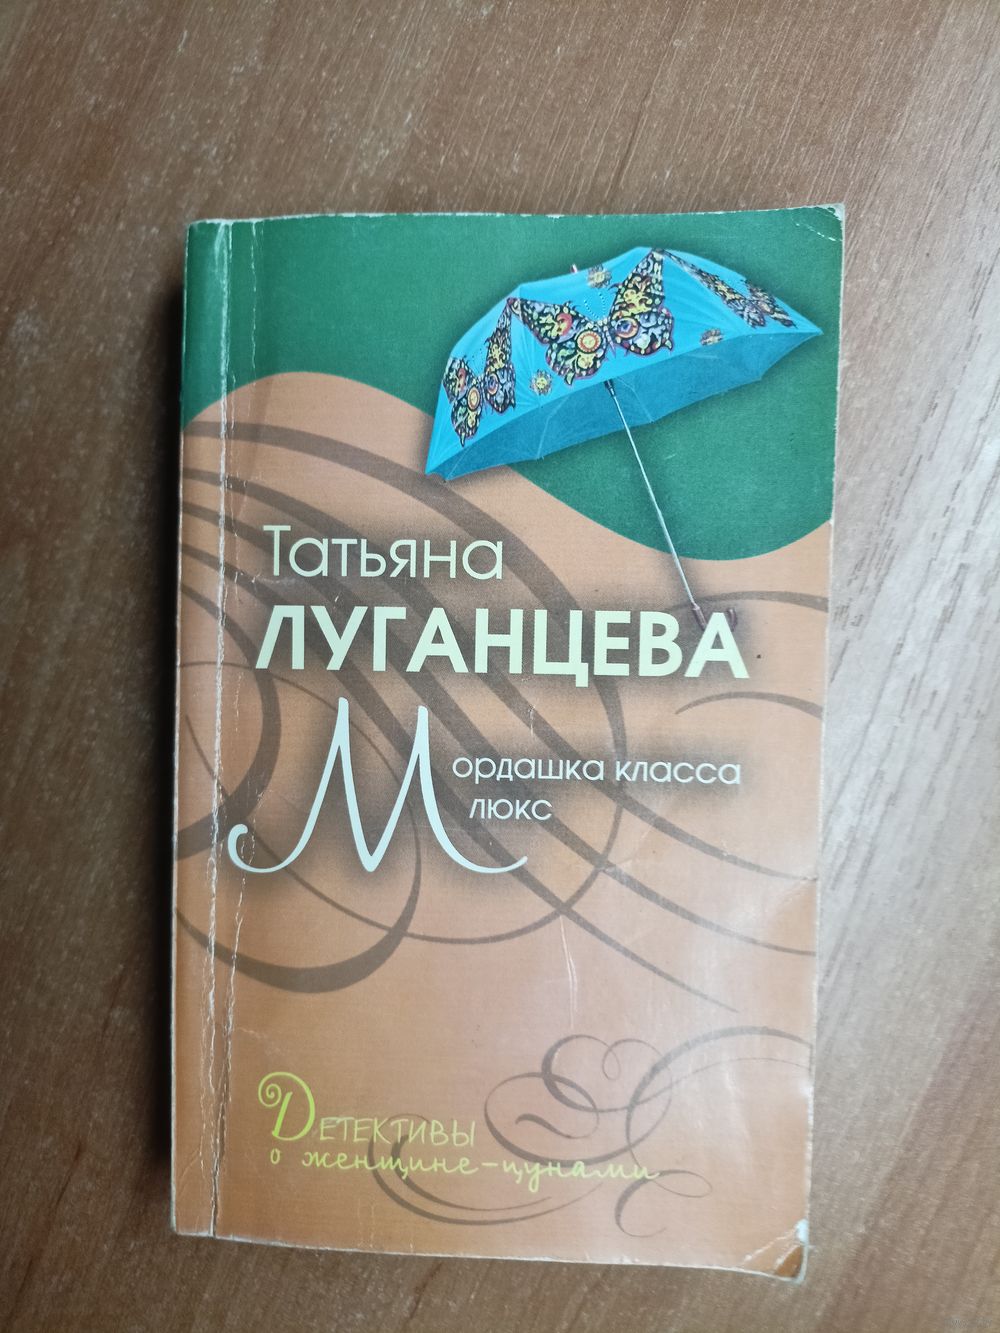 Татьяна
ЛУГАНЦЕВА
Мордашка класса
люкс
Детективы
о женщине-цунами